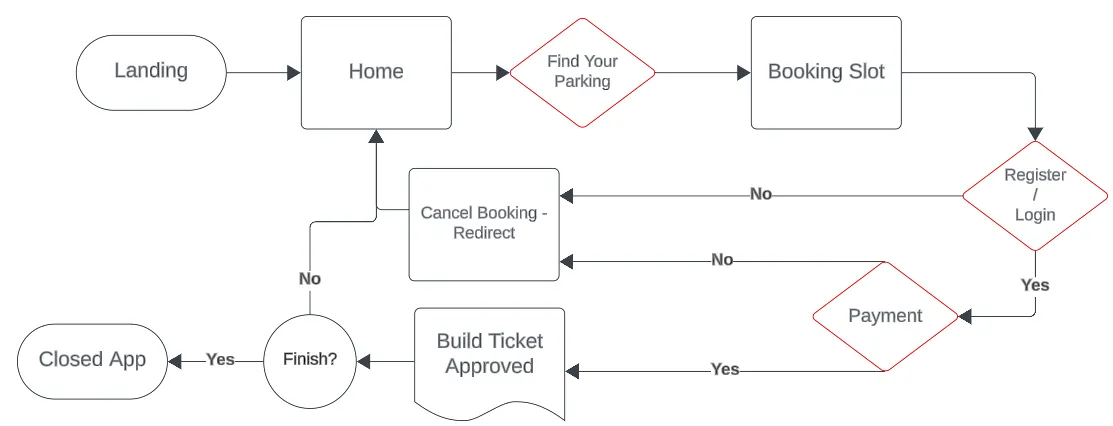 Landing
Home
Find Your
Parking
Booking Slot
Register
/
Login
No
Cancel Booking -
Redirect
No
Yes
No
Payment
Build Ticket
Approved
Finish?
Closed App
Yes
Yes